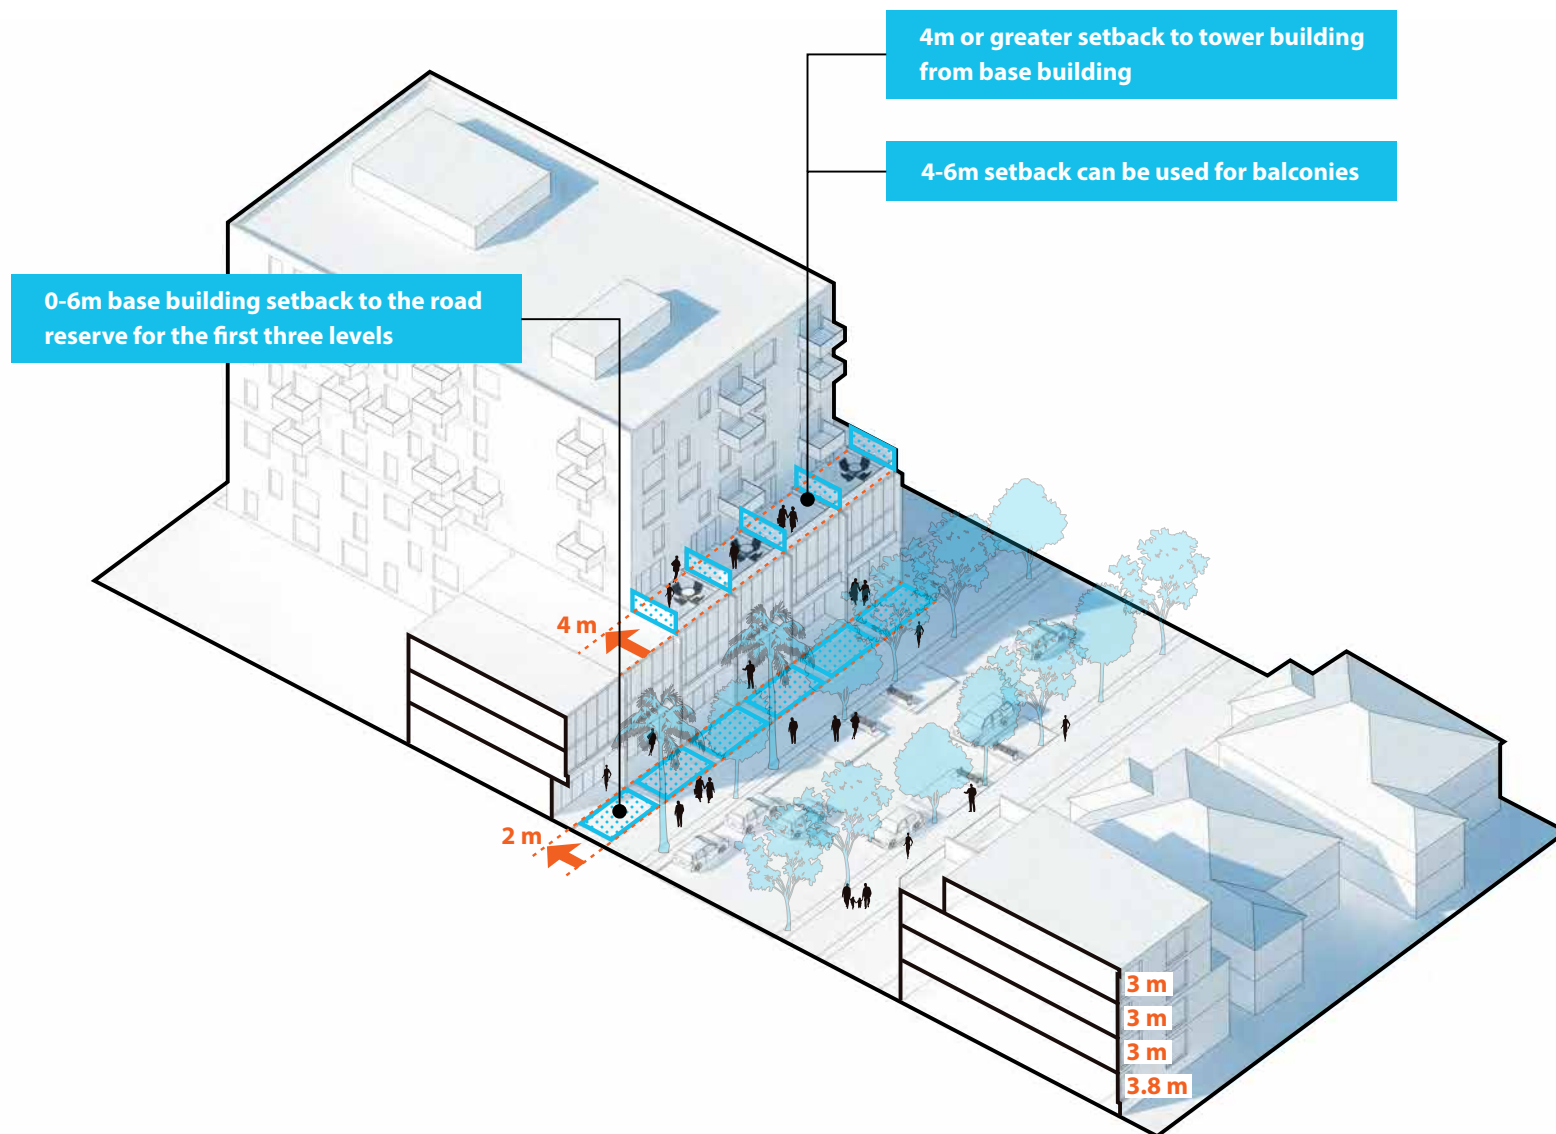 4m or greater setback to tower building
from base building
4-6m setback can be used for balconies
0-6m base building setback to the road
reserve for the first three levels
4 m
2 m
3 m
3 m
3 m
3.8 m